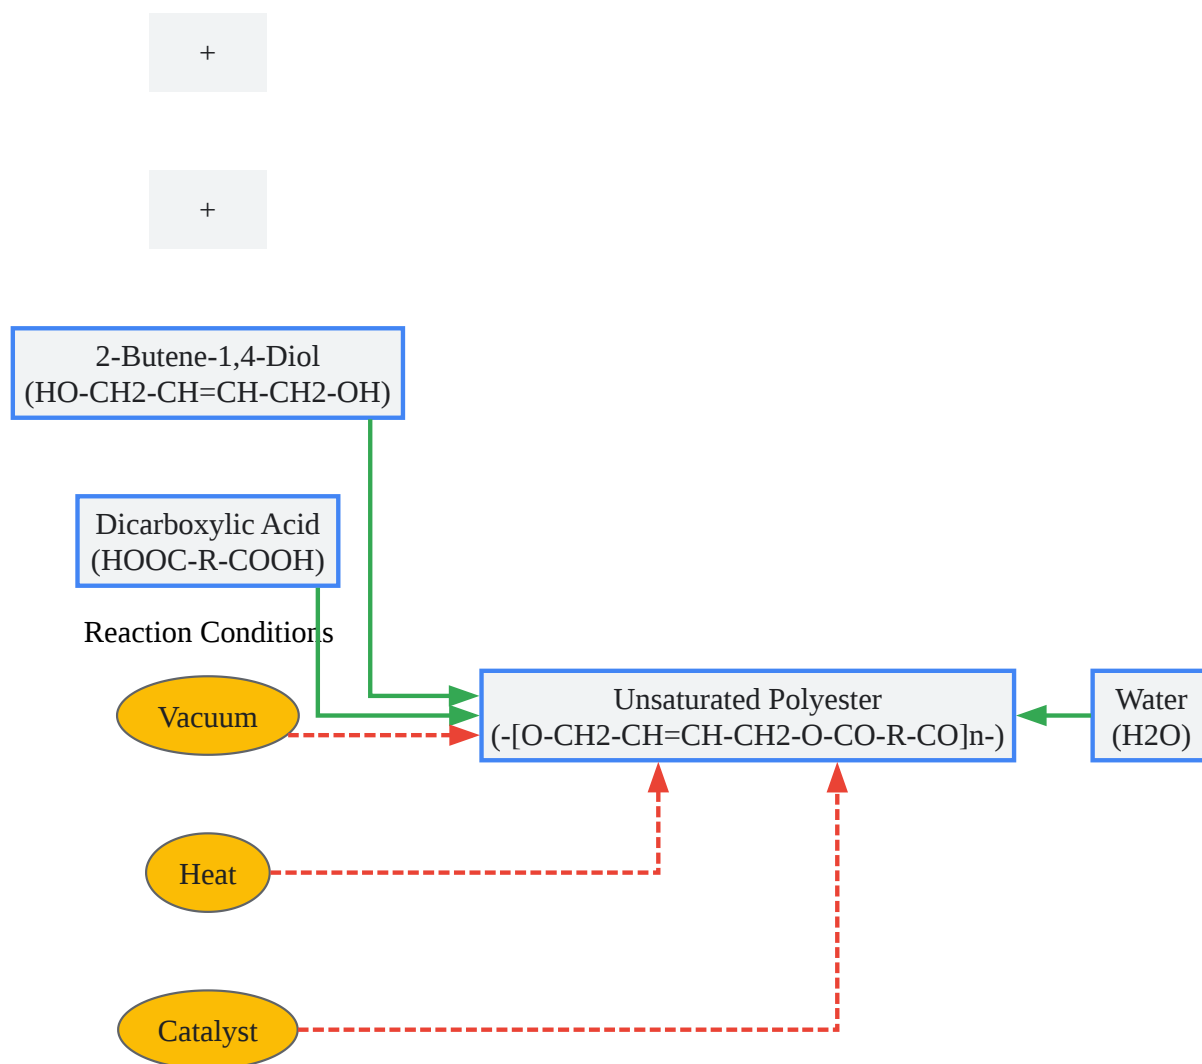 +
+
2-Butene-1,4-Diol
(HO-CH2-CH=CH-CH2-OH)
Dicarboxylic Acid
(HOOC-R-COOH)
Reaction Conditions
Vacuum
Unsaturated Polyester
(-[O-CH2-CH=CH-CH2-O-CO-R-CO]n-)
Water
(H2O)
Heat
Catalyst